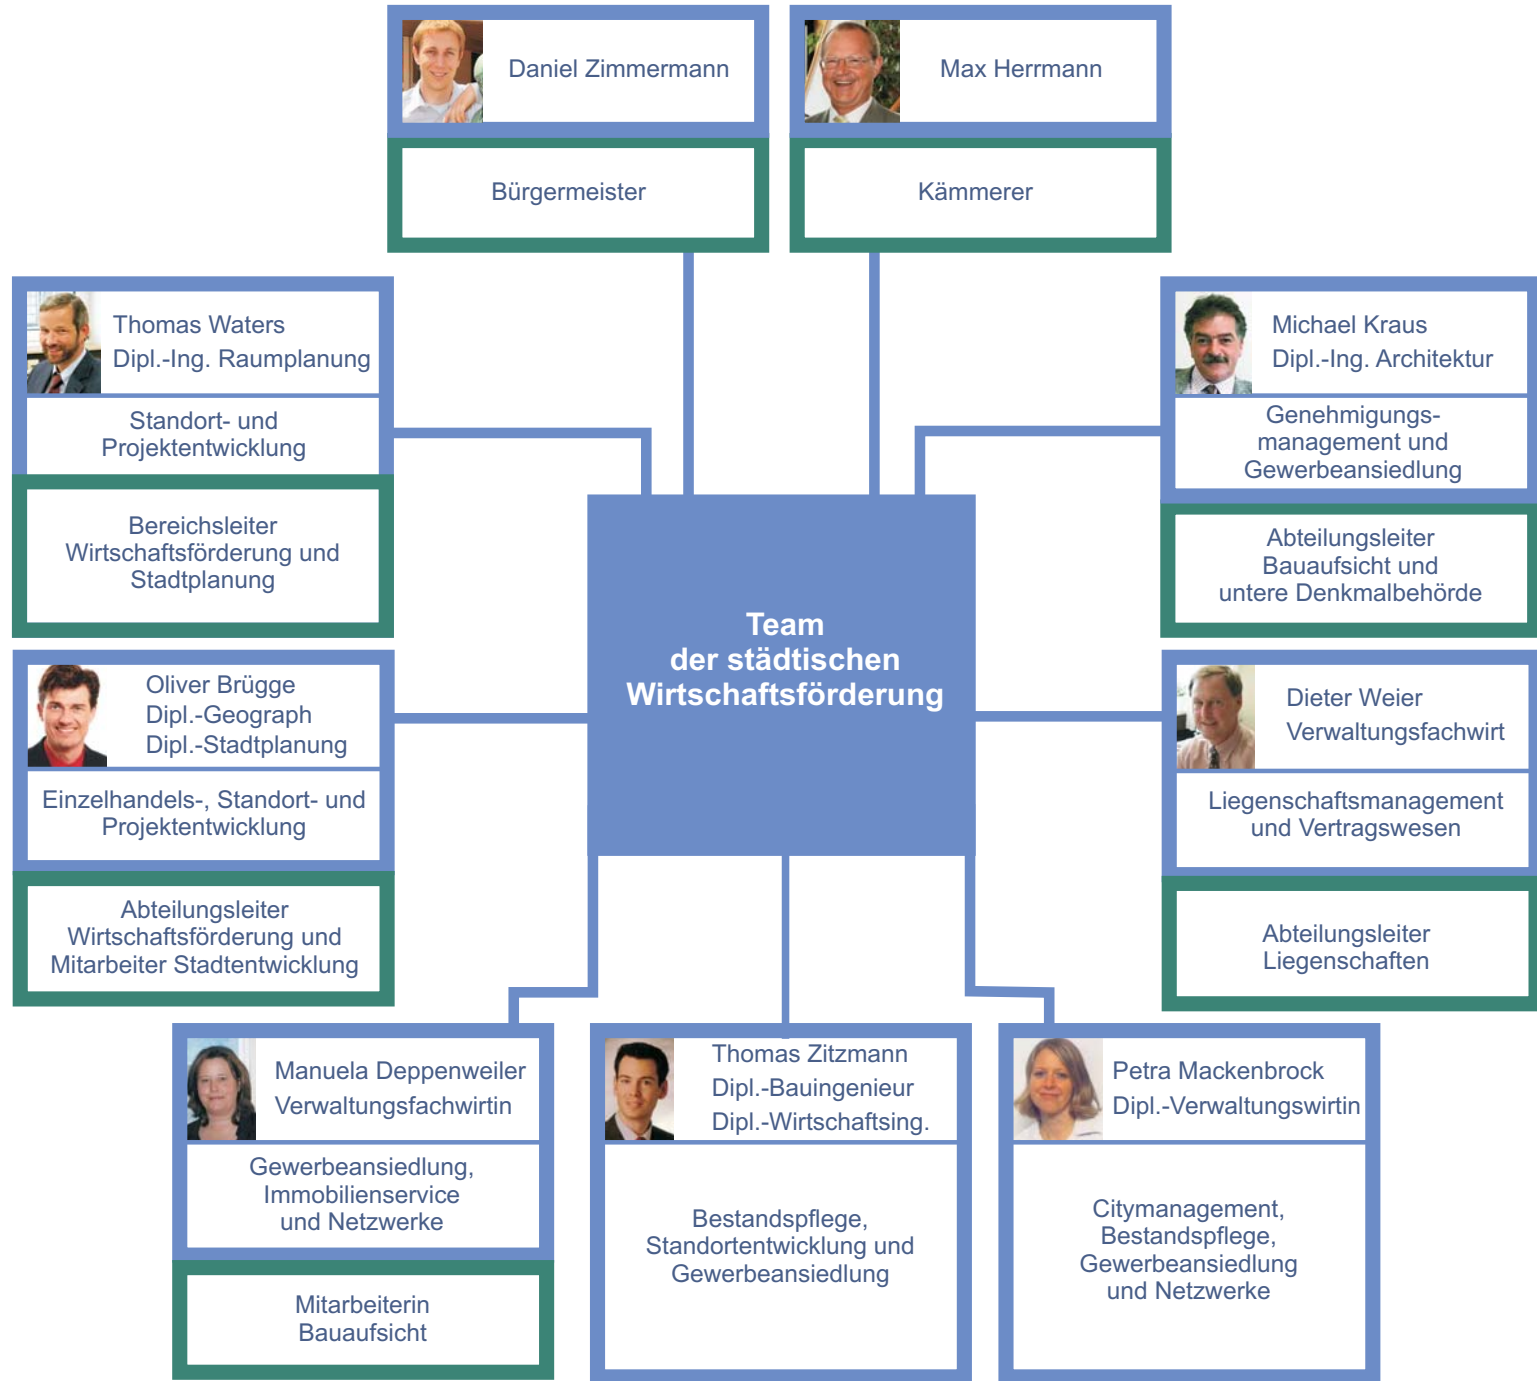 Daniel Zimmermann
Bürgermeister
Max Herrmann
Kämmerer
Thomas Waters
Dipl.-Ing. Raumplanung
Standort- und
Projektentwicklung
Bereichsleiter
Wirtschaftsförderung und
Stadtplanung
Michael Kraus
Dipl.-Ing. Architektur
Genehmigungs-
management und
Gewerbeansiedlung
Abteilungsleiter
Bauaufsicht und
untere Denkmalbehörde
Team
der städtischen
Wirtschaftsförderung
Oliver Brügge
Dipl.-Geograph
Dipl.-Stadtplanung
Einzelhandels-, Standort- und
Projektentwicklung
Abteilungsleiter
Wirtschaftsförderung und
Mitarbeiter Stadtentwicklung
Dieter Weier
Verwaltungsfachwirt
Liegenschaftsmanagement
und Vertragswesen
Abteilungsleiter
Liegenschaften
Manuela Deppenweiler
Verwaltungsfachwirtin
Gewerbeansiedlung,
Immobilienservice
und Netzwerke
Mitarbeiterin
Bauaufsicht
Thomas Zitzmann
Dipl.-Bauingenieur
Dipl.-Wirtschaftsing.
Bestandspflege,
Standortentwicklung und
Gewerbeansiedlung
Petra Mackenbrock
Dipl.-Verwaltungswirtin
Citymanagement,
Bestandspflege,
Gewerbeansiedlung
und Netzwerke